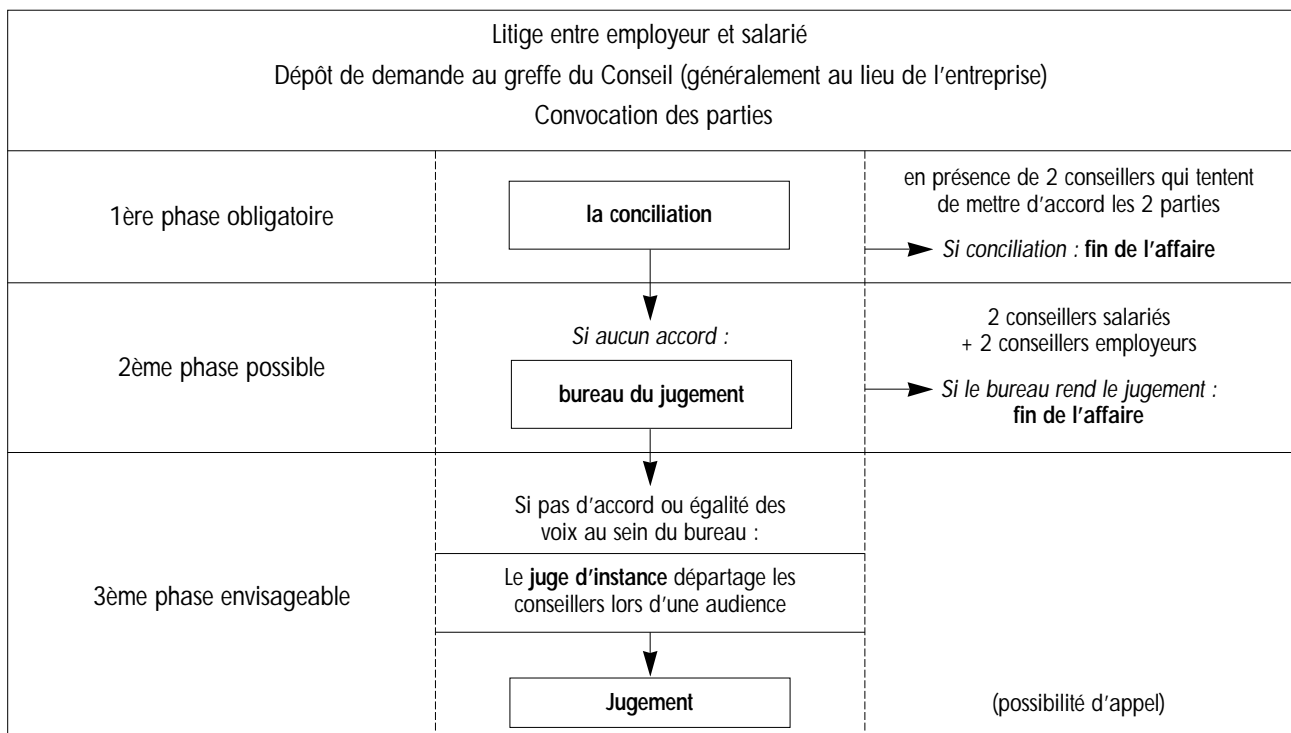 Litige entre employeur et salarié
Dépôt de demande au greffe du Conseil (généralement au lieu de l'entreprise)
Convocation des parties
1ère phase obligatoire
la conciliation
en présence de 2 conseillers qui tentent
de mettre d'accord les 2 parties
Si conciliation : fin de l'affaire
2ème phase possible
Si aucun accord :
bureau du jugement
2 conseillers salariés
+ 2 conseillers employeurs
Si le bureau rend le jugement :
fin de l'affaire
3ème phase envisageable
Si pas d'accord ou égalité des
voix au sein du bureau :
Le juge d'instance départage les
conseillers lors d'une audience
Jugement
(possibilité d'appel)